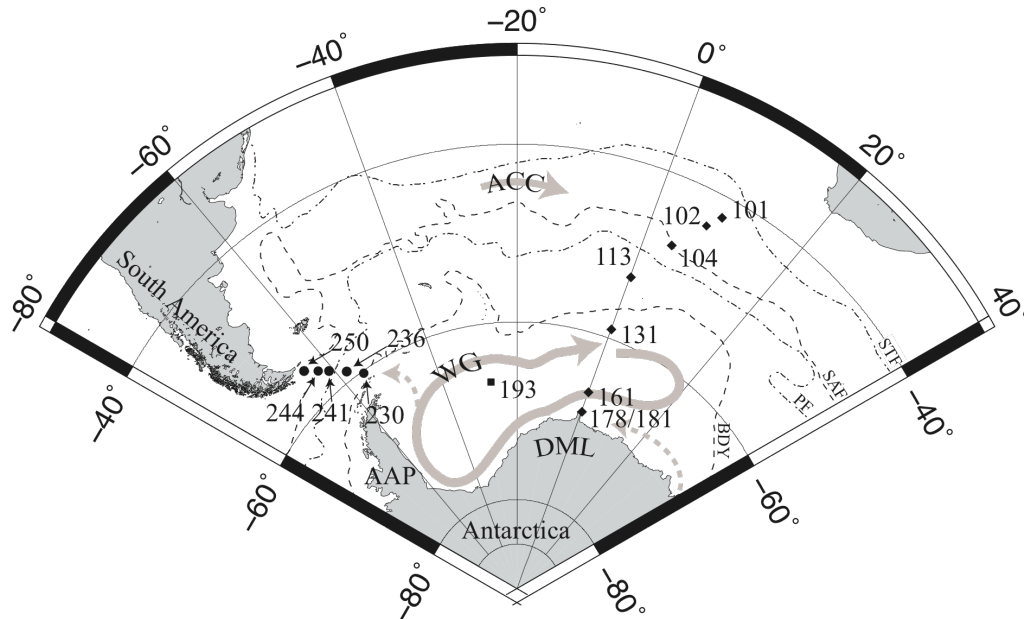 −20°
−40°
0°
−60°
20°
ACC
102
101
104
113
South America
−80°
40°
250
236
131
STF
WG
SAF
193
PF
161
244
241
230
178/181
−40°
−40°
BDY
DML
AAP
−60°
−60°
Antarctica
−80°
−80°